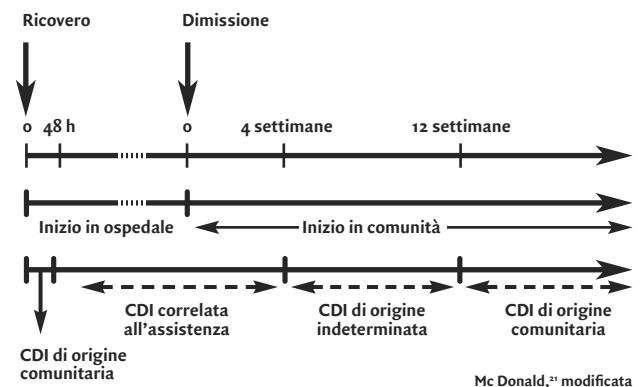 Ricovero
Dimissione
0 48 h 0 4 settimane 12 settimane
Inizio in ospedale
Inizio in comunità
CDI correlata
all'assistenza
CDI di origine
indeterminata
CDI di origine
comunitaria
CDI di origine
comunitaria
Mc Donald,²¹ modificata